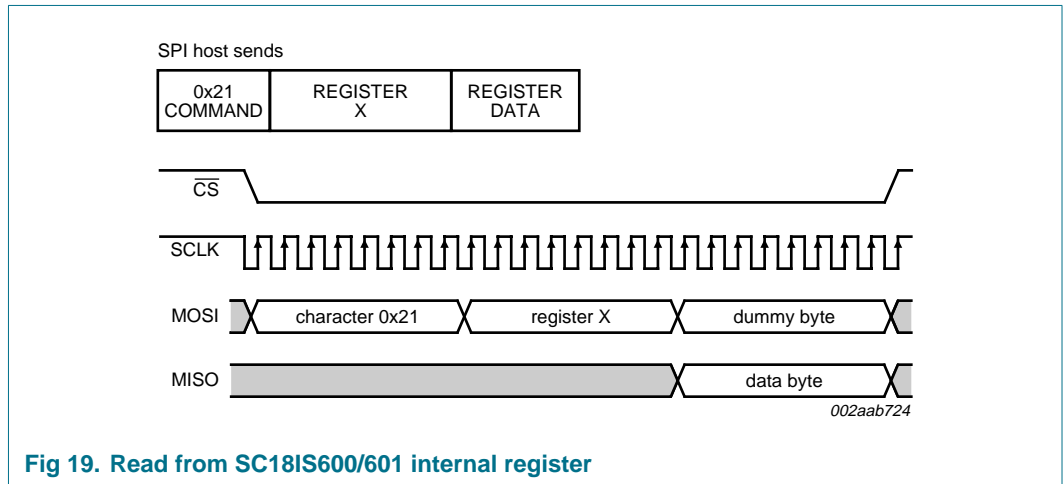 SPI host sends
0x21 COMMAND
REGISTER X
REGISTER DATA
CS
SCLK
MOSI
character 0x21
register X
dummy byte
MISO
data byte
002aab724
Fig 19. Read from SC18IS600/601 internal register